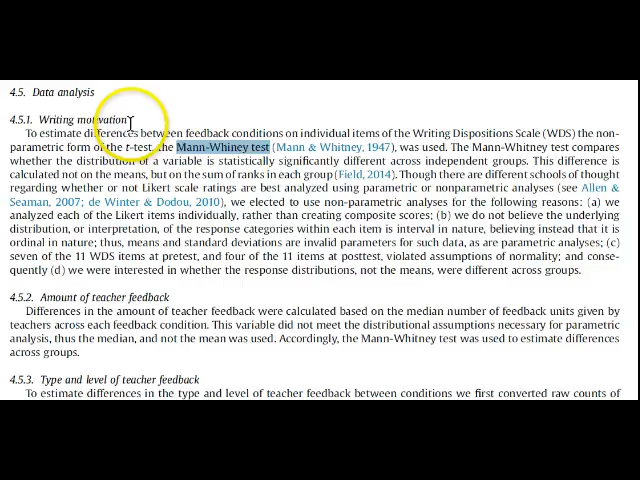 4.5. Data analysis
4.5.1. Writing motivation
To estimate differences between feedback conditions on individual items of the Writing Dispositions Scale (WDS) the non-
parametric form of the t-test, the Mann-Whiney test (Mann & Whitney, 1947), was used. The Mann-Whitney test compares
whether the distribution of a variable is statistically significantly different across independent groups. This difference is
calculated not on the means, but on the sum of ranks in each group (Field, 2014). Though there are different schools of thought
regarding whether or not Likert scale ratings are best analyzed using parametric or nonparametric analyses (see Allen &
Seaman, 2007; de Winter & Dodou, 2010), we elected to use non-parametric analyses for the following reasons: (a) we
analyzed each of the Likert items individually, rather than creating composite scores; (b) we do not believe the underlying
distribution, or interpretation, of the response categories within each item is interval in nature, believing instead that it is
ordinal in nature; thus, means and standard deviations are invalid parameters for such data, as are parametric analyses; (c)
seven of the 11 WDS items at pretest, and four of the 11 items at posttest, violated assumptions of normality; and conse-
quently (d) we were interested in whether the response distributions, not the means, were different across groups.
4.5.2. Amount of teacher feedback
Differences in the amount of teacher feedback were calculated based on the median number of feedback units given by
teachers across each feedback condition. This variable did not meet the distributional assumptions necessary for parametric
analysis, thus the median, and not the mean was used. Accordingly, the Mann-Whitney test was used to estimate differences
across groups.
4.5.3. Type and level of teacher feedback
To estimate differences in the type and level of teacher feedback between conditions we first converted raw counts of